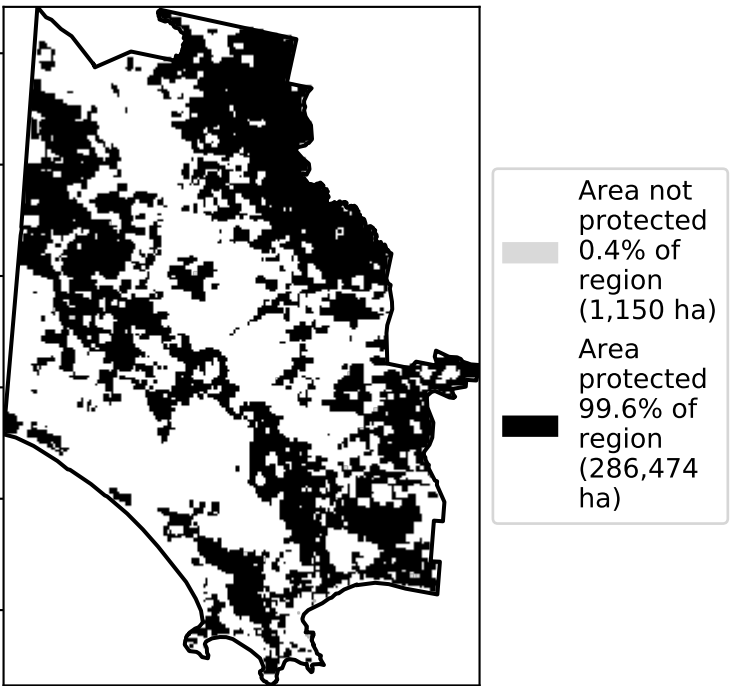 Area not
protected
0.4% of
region
(1,150 ha)
Area
protected
99.6% of
region
(286,474
ha)